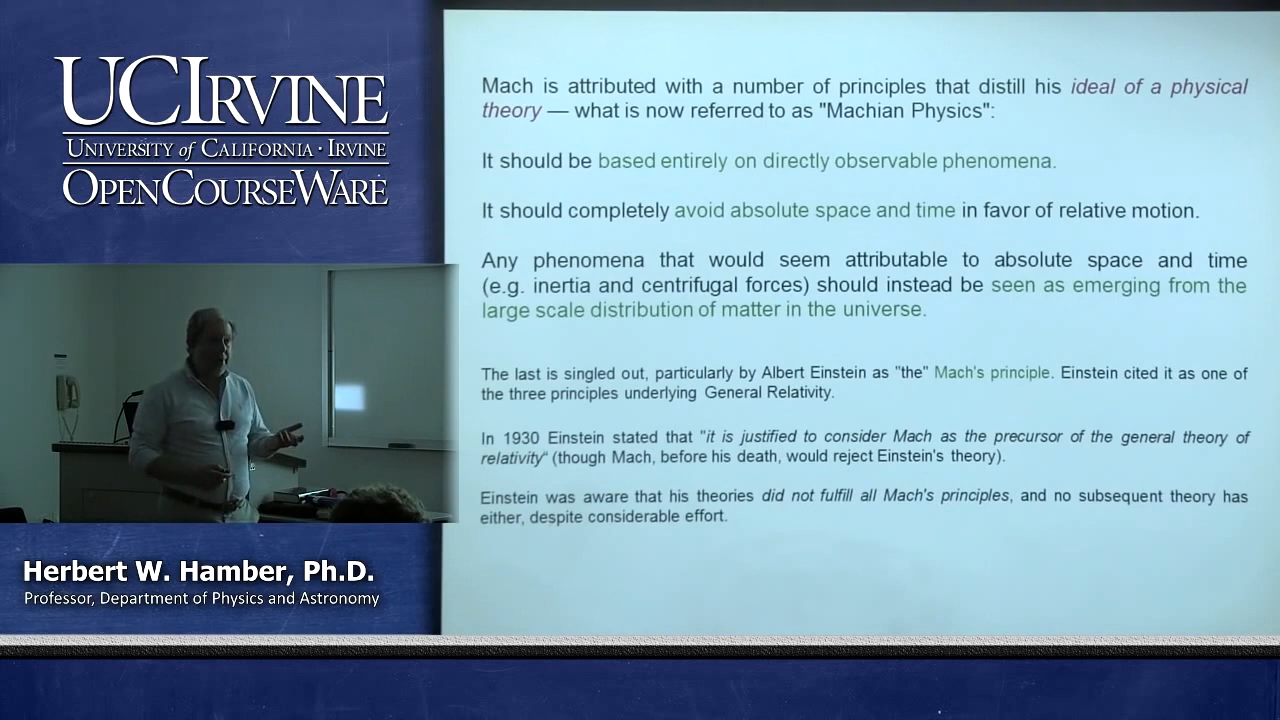 UCIRVINE
UNIVERSITY of CALIFORNIA · IRVINE
OPENCOURSEWARE
Herbert W. Hamber, Ph.D.
Professor, Department of Physics and Astronomy
Mach is attributed with a number of principles that distill his ideal of a physical
theory — what is now referred to as "Machian Physics":
It should be based entirely on directly observable phenomena.
It should completely avoid absolute space and time in favor of relative motion.
Any phenomena that would seem attributable to absolute space and time
(e.g. inertia and centrifugal forces) should instead be seen as emerging from the
large scale distribution of matter in the universe.
The last is singled out, particularly by Albert Einstein as "the" Mach's principle. Einstein cited it as one of
the three principles underlying General Relativity.
In 1930 Einstein stated that "it is justified to consider Mach as the precursor of the general theory of
relativity" (though Mach, before his death, would reject Einstein's theory).
Einstein was aware that his theories did not fulfill all Mach's principles, and no subsequent theory has
either, despite considerable effort.